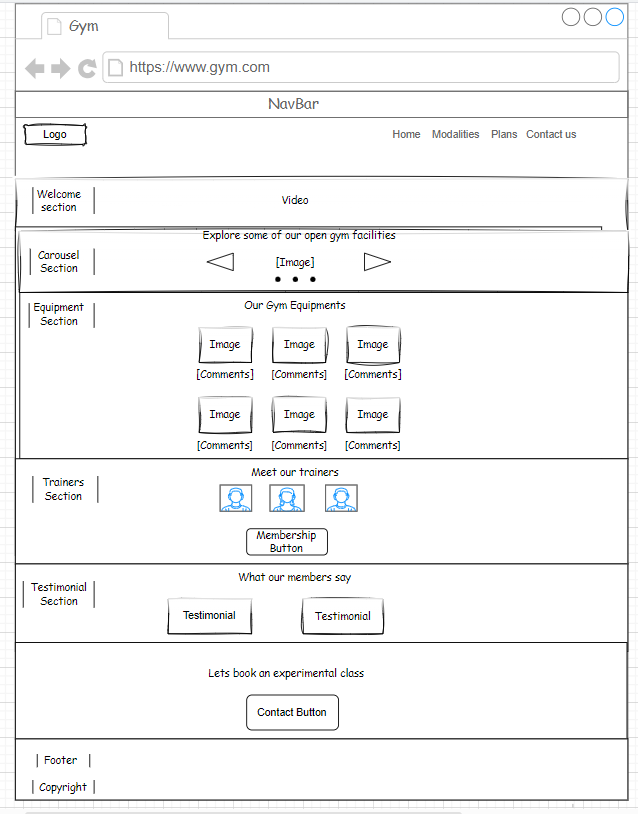 Gym
https://www.gym.com
NavBar
Logo
Home Modalities Plans Contact us
Welcome
section
Video
Explore some of our open gym facilities
Carousel
Section
[Image]
Equipment
Section
Our Gym Equipments
Image Image Image
[Comments] [Comments] [Comments]
Image Image Image
[Comments] [Comments] [Comments]
Trainers
Section
Meet our trainers
Membership
Button
Testimonial
Section
What our members say
Testimonial Testimonial
Lets book an experimental class
Contact Button
Footer
Copyright